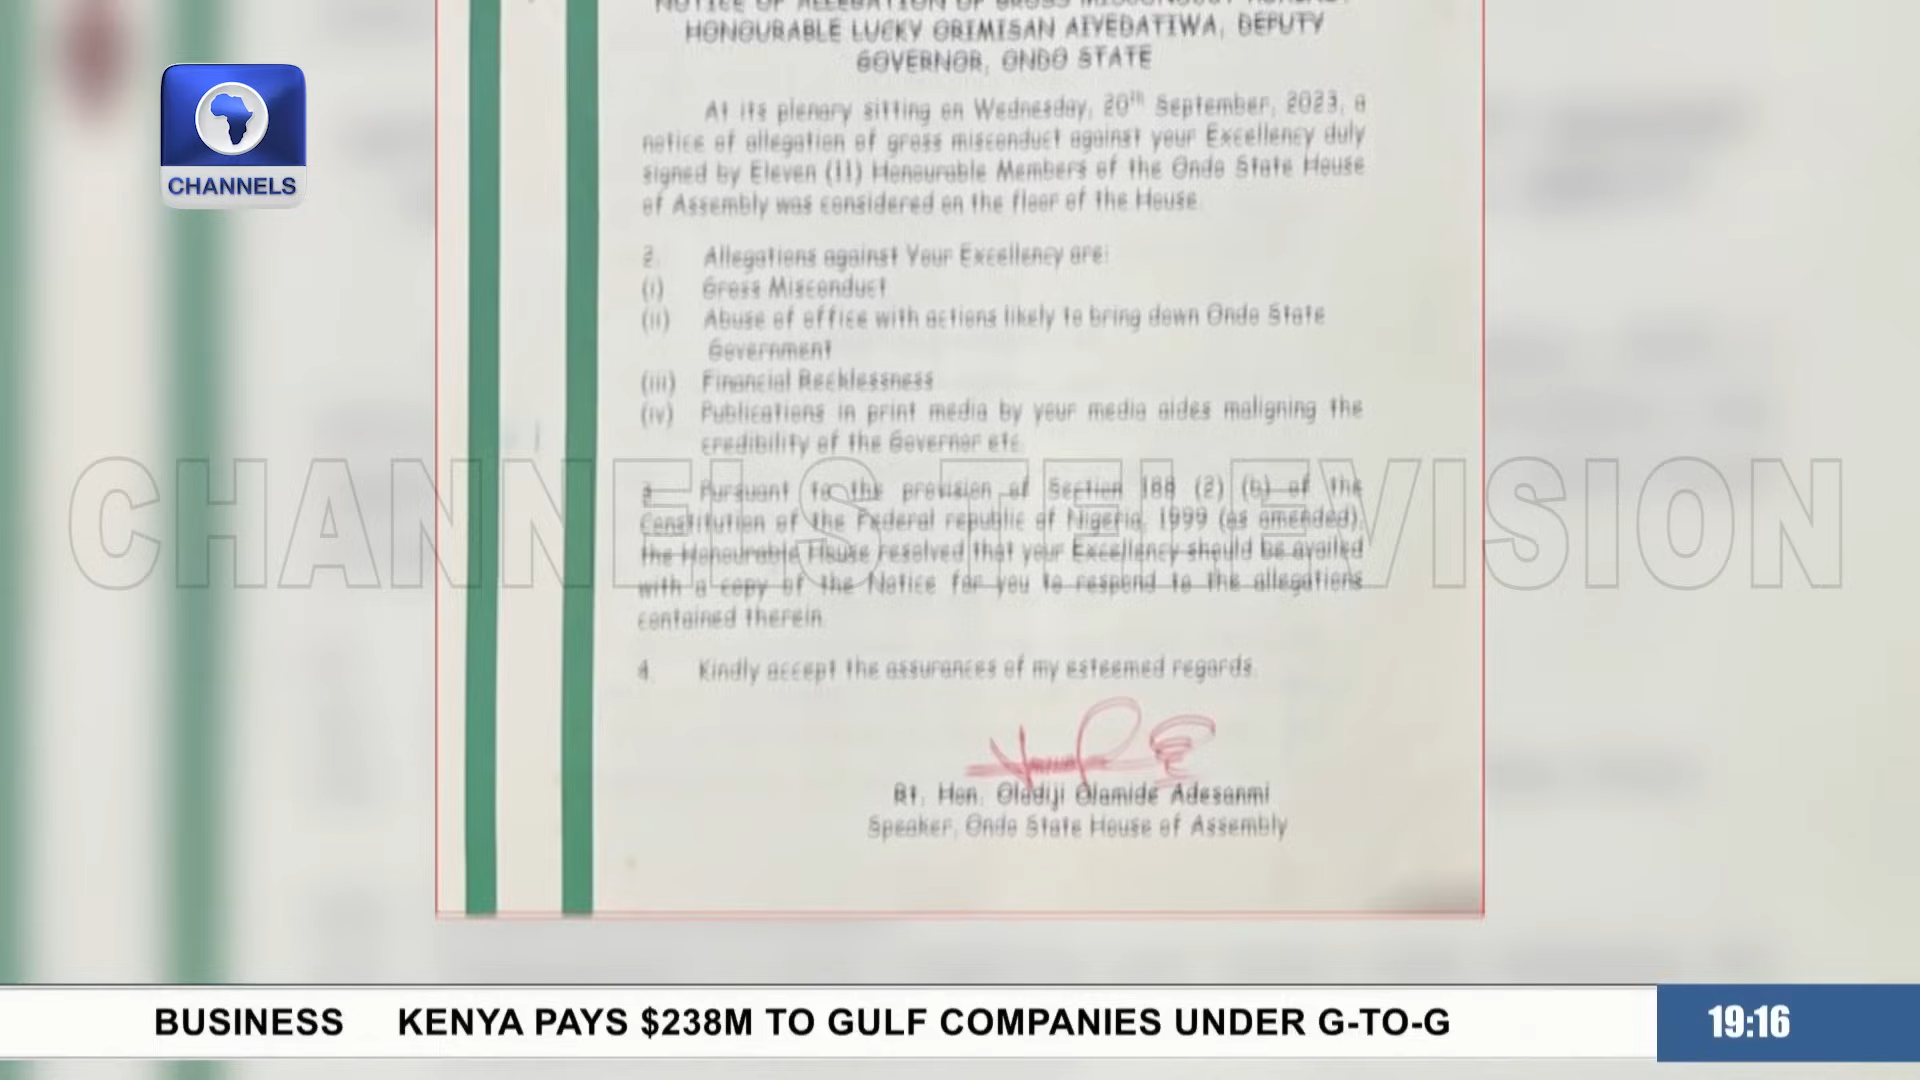 NOTICE OF ALLEGATION OF GROSS MISCONDUCT AGAINST
HONOURABLE LUCKY ORIMISAN AIYEDATIWA, DEPUTY
GOVERNOR, ONDO STATE
At its plenary sitting on Wednesday, 20th September, 2023, a
notice of allegation of gross misconduct against your Excellency duly
signed by Eleven (11) Honourable Members of the Ondo State House
of Assembly was considered on the floor of the House.
2. Allegations against Your Excellency are:
(i) Gross Misconduct
(ii) Abuse of office with actions likely to bring down Ondo State
Government
(iii) Financial Recklessness
(iv) Publications in print media by your media aides maligning the
credibility of the Governor etc.
3. Pursuant to the provision of Section 188 (2) (b) of the
Constitution of the Federal republic of Nigeria, 1999 (as amended),
the Honourable House resolved that your Excellency should be availed
with a copy of the Notice for you to respond to the allegations
contained therein.
4. Kindly accept the assurances of my esteemed regards.
Rt. Hon. Oladiji Olamide Adesanmi
Speaker, Ondo State House of Assembly
CHANNELS
CHANNELS TELEVISION
BUSINESS KENYA PAYS $238M TO GULF COMPANIES UNDER G-TO-G
19:16